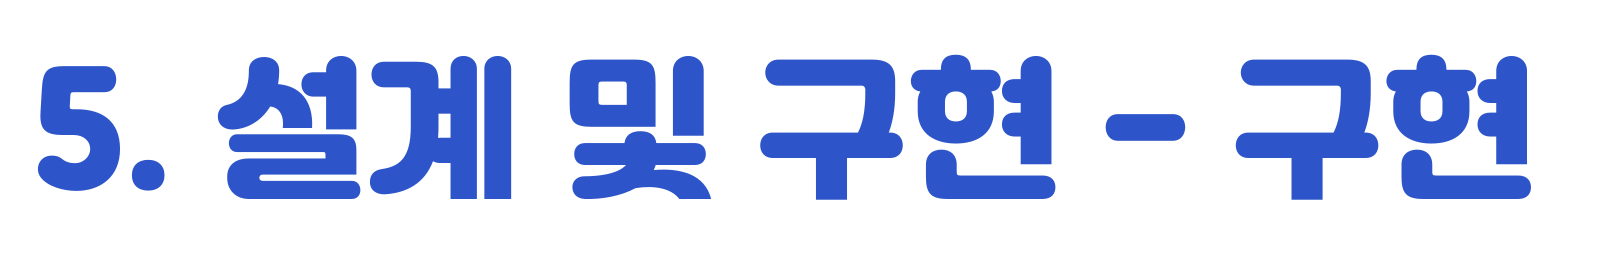 5. 설계 및 구현 - 구현